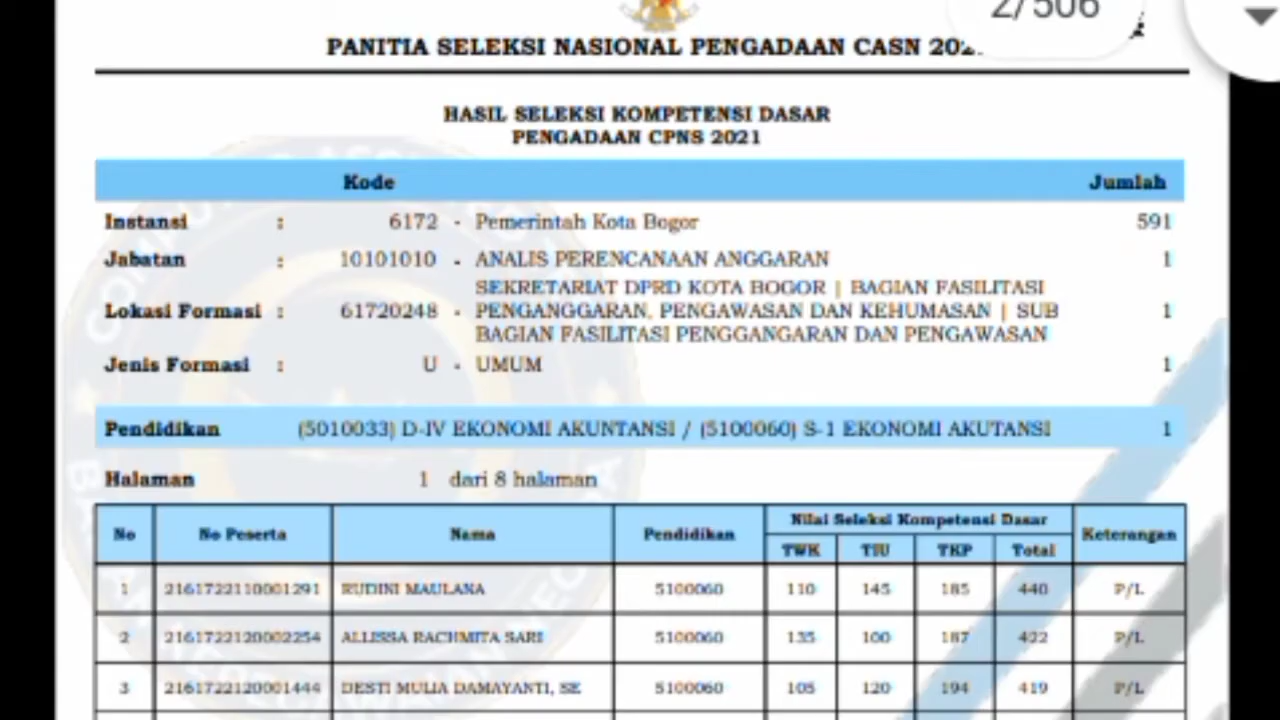 2/506
PANITIA SELEKSI NASIONAL PENGADAAN CASN
HASIL SELEKSI KOMPETENSI DASAR
PENGADAAN CPNS 2021
Kode Jumlah
Instansi : 6172 - Pemerintah Kota Bogor 591
Jabatan : 10101010 - ANALIS PERENCANAAN ANGGARAN 1
SEKRETARIAT DPRD KOTA BOGOR | BAGIAN FASILITASI
Lokasi Formasi : 61720248 - PENGANGGARAN, PENGAWASAN DAN KEHUMASAN | SUB 1
BAGIAN FASILITASI PENGGANGARAN DAN PENGAWASAN
Jenis Formasi : U - UMUM 1
Pendidikan (5010033) D-IV EKONOMI AKUNTANSI / (5100060) S-1 EKONOMI AKUTANSI 1
Halaman 1 dari 8 halaman
No No Peserta Nama Pendidikan Nilai Seleksi Kompetensi Dasar Keterangan
TWK TIU TKP Total
1 2161722110001291 RUDINI MAULANA 5100060 110 145 185 440 P/L
2 2161722120002254 ALLISSA RACHMITA SARI 5100060 135 100 187 422 P/L
3 2161722120001444 DESTI MULIA DAMAYANTI, SE 5100060 105 120 194 419 P/L